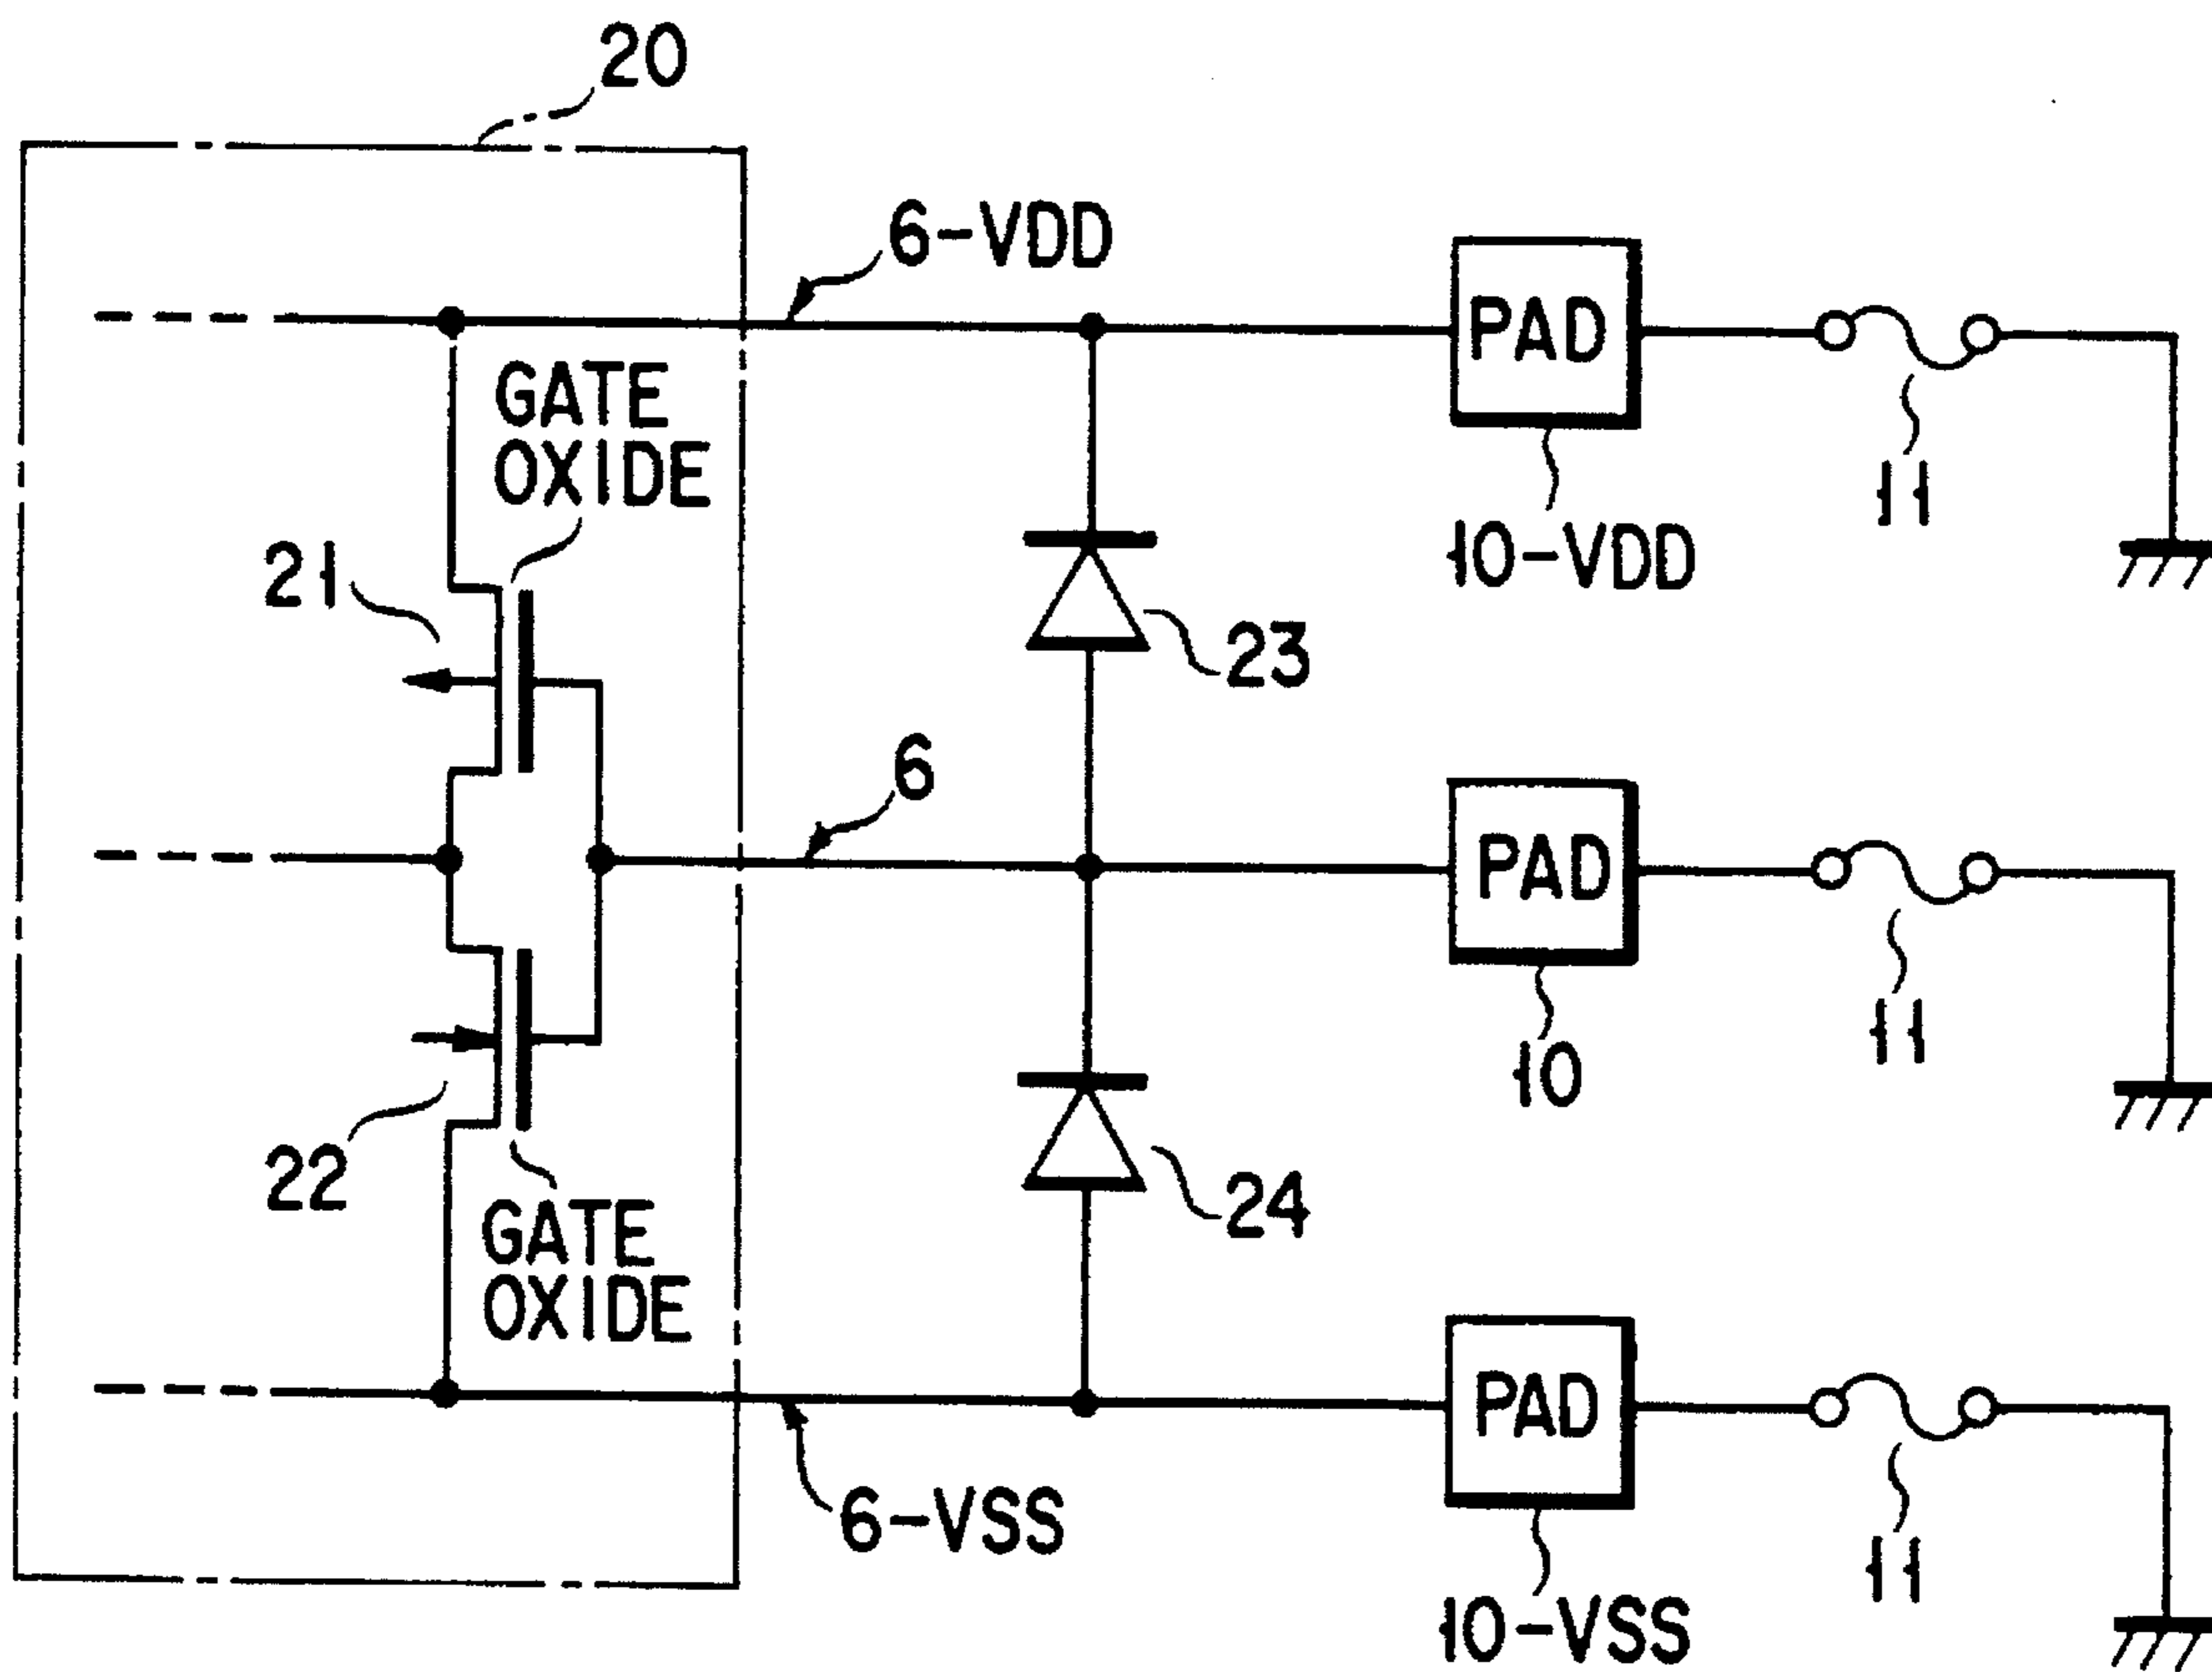 20
6-VDD
PAD
GATE
OXIDE
11
10-VDD
21
23
6
PAD
11
10
22
24
GATE
OXIDE
PAD
6-VSS
11
10-VSS